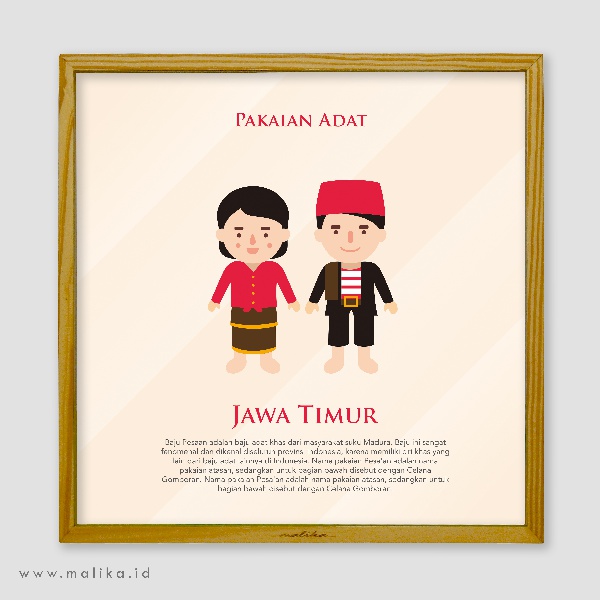 PAKAIAN ADAT
JAWA TIMUR
Baju Pesaan adalah baju adat khas dari masyarakat suku Madura. Baju ini sangat
fenomenal dan dikenal diseluruh provinsi Indonesia, karena memiliki ciri khas yang
lain dari baju adat lainnya di Indonesia. Nama pakaian Pesa'an adalah nama
pakaian atasan, sedangkan untuk bagian bawah disebut dengan Celana
Gomboran. Nama pakaian Pesa'an adalah nama pakaian atasan, sedangkan untuk
bagian bawah disebut dengan Celana Gomboran
malika
www.malika.id